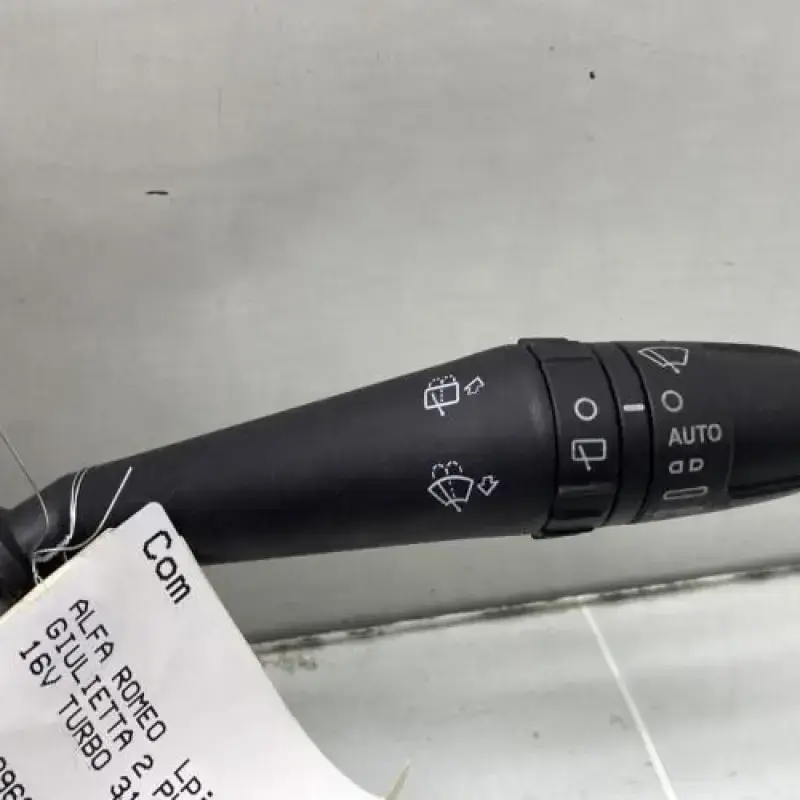 AUTO
Com
ALFA ROMEO
GIULIETTA 2
16V TURBO